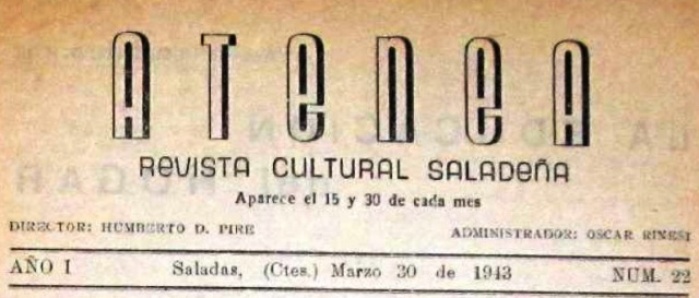 ATENEA
REVISTA CULTURAL SALADEÑA
Aparece el 15 y 30 de cada mes
DIRECTOR: HUMBERTO D. PIRE
ADMINISTRADOR: OSCAR RINESI
AÑO I Saladas, (Ctes.) Marzo 30 de 1943 NUM. 22